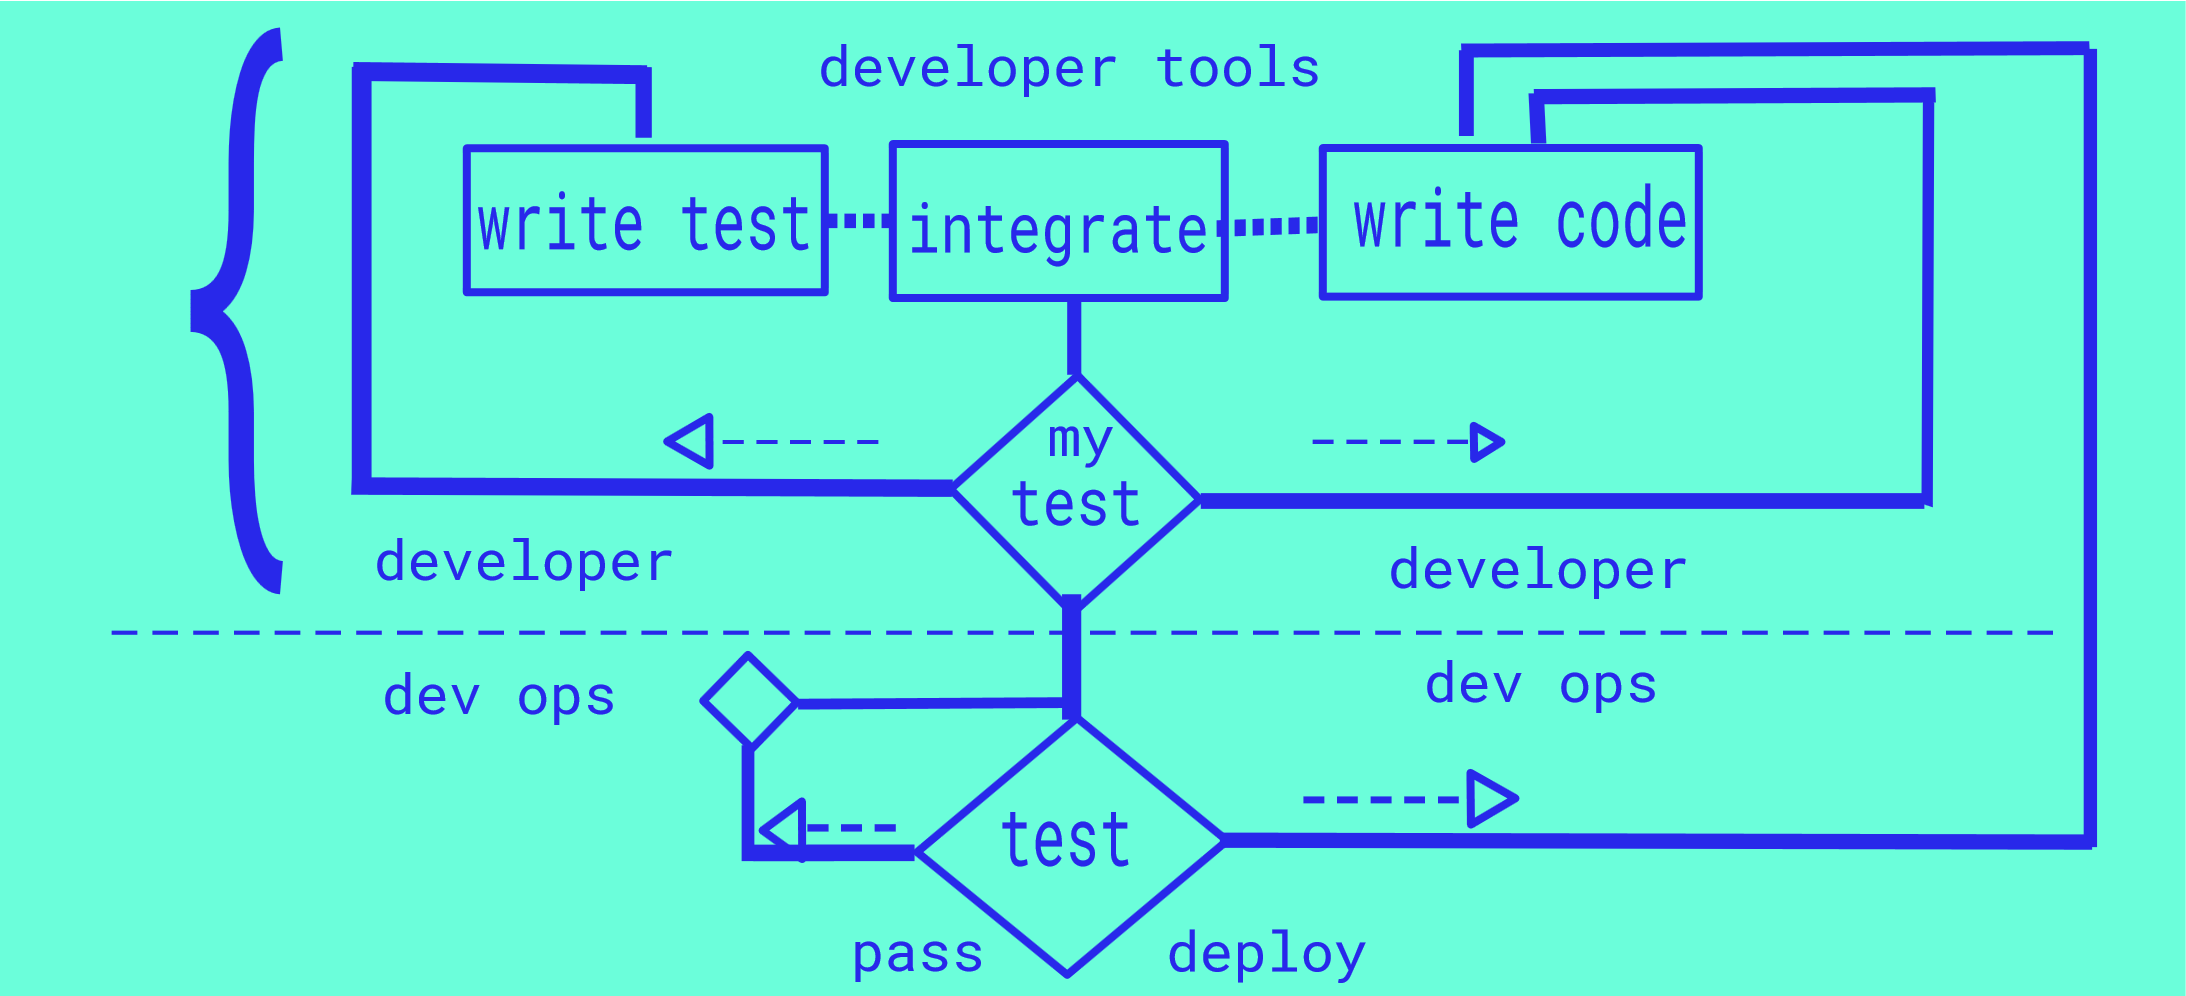 developer tools
write test
integrate
write code
my
test
developer
developer
dev ops
dev ops
test
pass
deploy